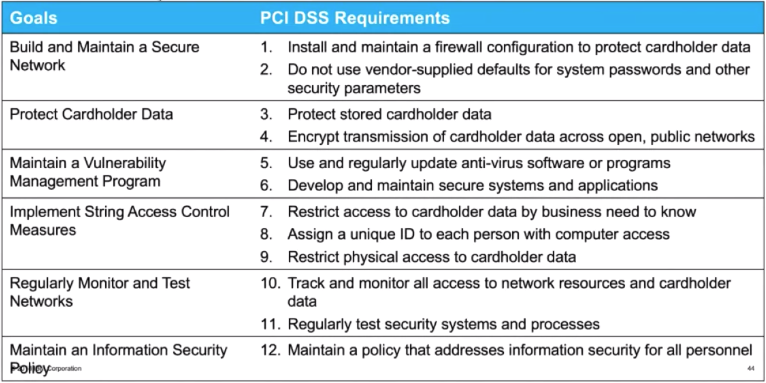 Goals PCI DSS Requirements
Build and Maintain a Secure
Network
1. Install and maintain a firewall configuration to protect cardholder data
2. Do not use vendor-supplied defaults for system passwords and other
security parameters
Protect Cardholder Data
3. Protect stored cardholder data
4. Encrypt transmission of cardholder data across open, public networks
Maintain a Vulnerability
Management Program
5. Use and regularly update anti-virus software or programs
6. Develop and maintain secure systems and applications
Implement String Access Control
Measures
7. Restrict access to cardholder data by business need to know
8. Assign a unique ID to each person with computer access
9. Restrict physical access to cardholder data
Regularly Monitor and Test
Networks
10. Track and monitor all access to network resources and cardholder
data
11. Regularly test security systems and processes
Maintain an Information Security
Policy
12. Maintain a policy that addresses information security for all personnel
Corporation
44